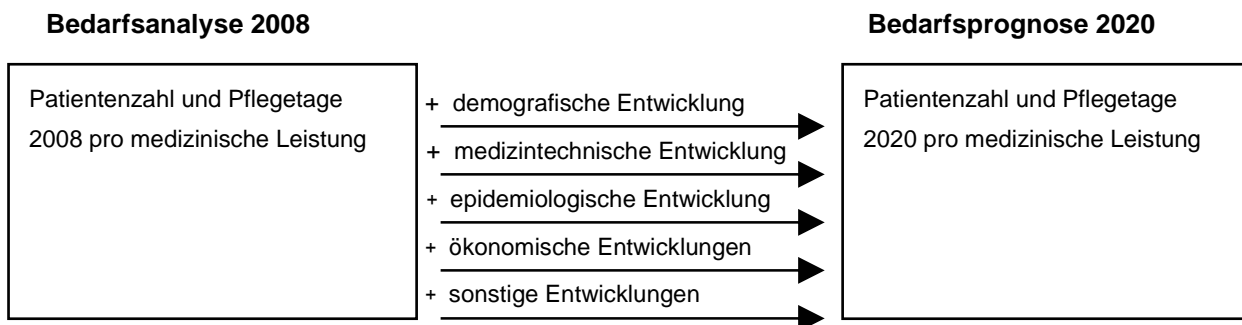 Bedarfsanalyse 2008
Bedarfsprognose 2020
Patientenzahl und Pflegetage
2008 pro medizinische Leistung
+ demografische Entwicklung
+ medizintechnische Entwicklung
+ epidemiologische Entwicklung
+ ökonomische Entwicklungen
+ sonstige Entwicklungen
Patientenzahl und Pflegetage
2020 pro medizinische Leistung